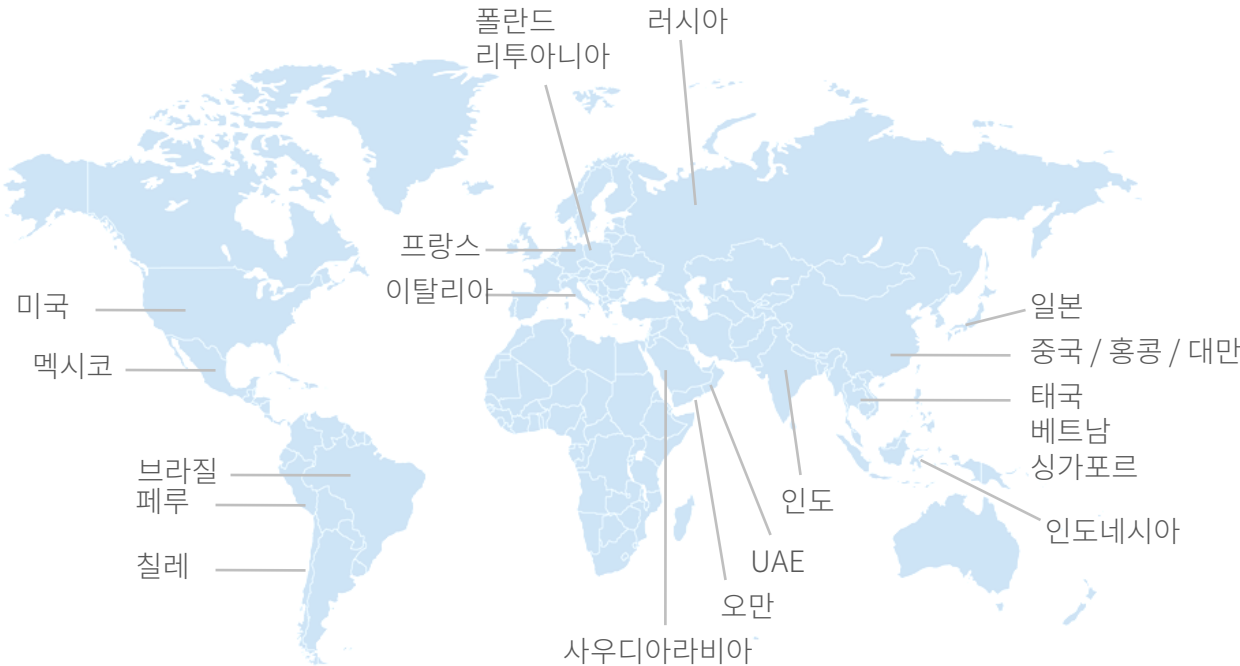 폴란드
리투아니아
러시아
프랑스
이탈리아
미국
멕시코
브라질
페루
칠레
일본
중국 / 홍콩 / 대만
태국
베트남
싱가포르
인도네시아
인도
UAE
오만
사우디아라비아